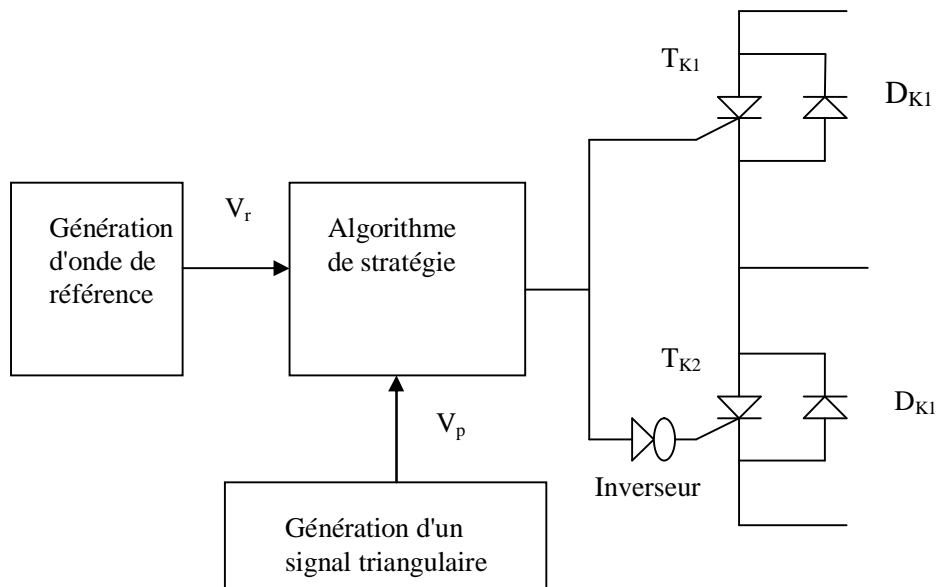 T_K1
D_K1
V_r
Génération
d'onde de
référence
Algorithme
de stratégie
T_K2
D_K1
V_p
Inverseur
Génération d'un
signal triangulaire